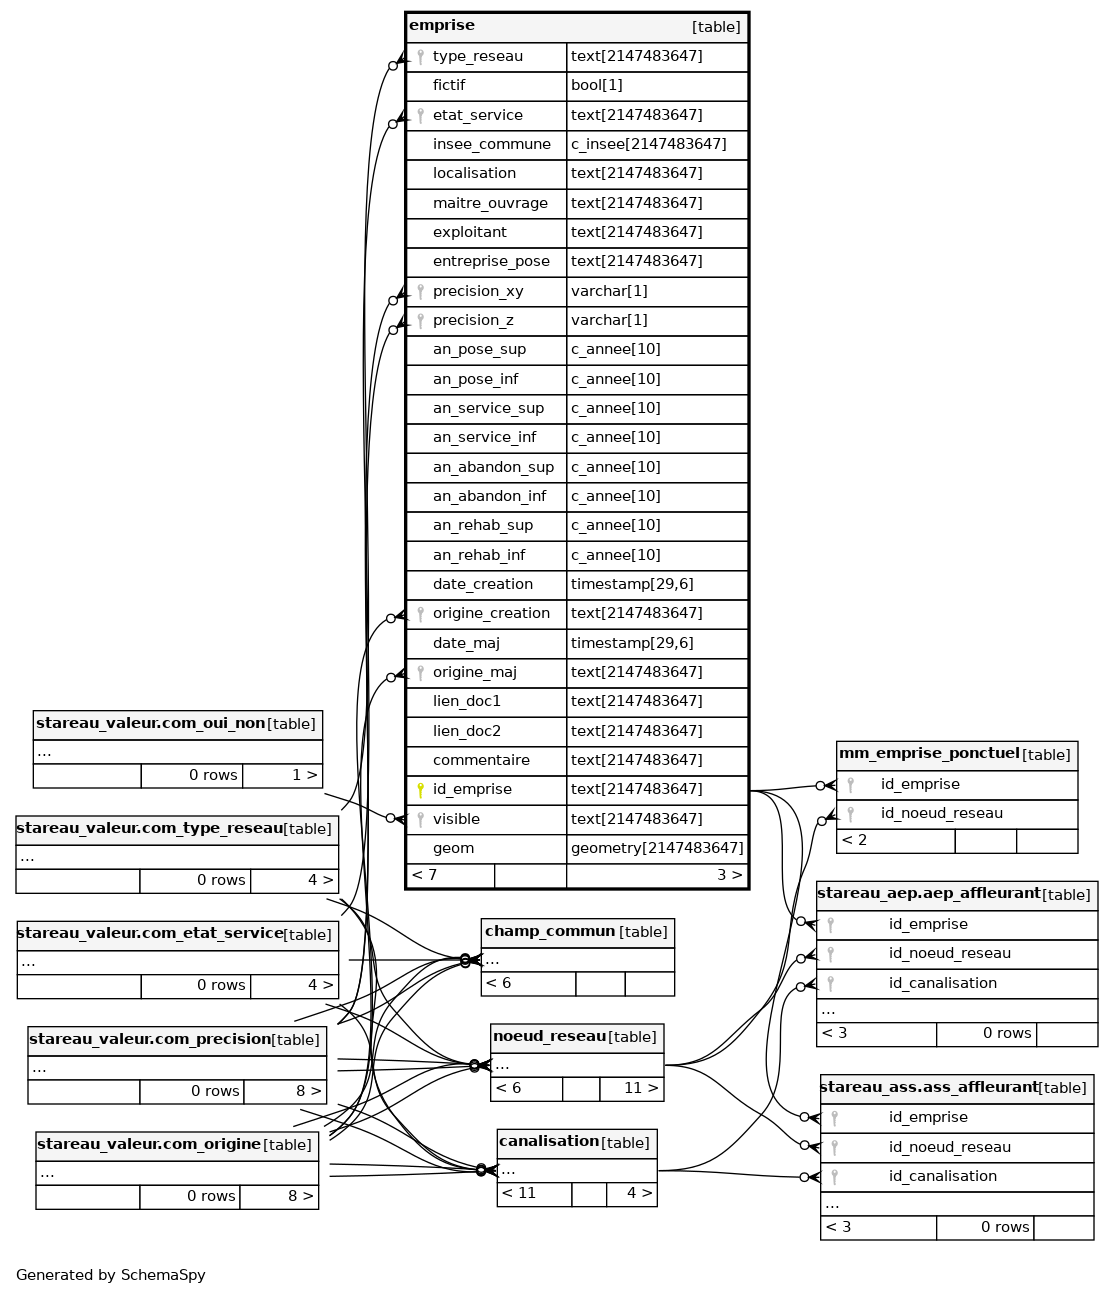 emprise [table]
type_reseau text[2147483647]
fictif bool[1]
etat_service text[2147483647]
insee_commune c_insee[2147483647]
localisation text[2147483647]
maitre_ouvrage text[2147483647]
exploitant text[2147483647]
entreprise_pose text[2147483647]
precision_xy varchar[1]
precision_z varchar[1]
an_pose_sup c_annee[10]
an_pose_inf c_annee[10]
an_service_sup c_annee[10]
an_service_inf c_annee[10]
an_abandon_sup c_annee[10]
an_abandon_inf c_annee[10]
an_rehab_sup c_annee[10]
an_rehab_inf c_annee[10]
date_creation timestamp[29,6]
origine_creation text[2147483647]
date_maj timestamp[29,6]
origine_maj text[2147483647]
lien_doc1 text[2147483647]
lien_doc2 text[2147483647]
commentaire text[2147483647]
id_emprise text[2147483647]
visible text[2147483647]
geom geometry[2147483647]
< 7 3 >
stareau_valeur.com_oui_non [table]
...
0 rows 1 >
stareau_valeur.com_type_reseau [table]
...
0 rows 4 >
stareau_valeur.com_etat_service [table]
...
0 rows 4 >
stareau_valeur.com_precision [table]
...
0 rows 8 >
stareau_valeur.com_origine [table]
...
0 rows 8 >
champ_commun [table]
...
< 6
noeud_reseau [table]
...
< 6 11 >
canalisation [table]
...
< 11 4 >
mm_emprise_ponctuel [table]
id_emprise
id_noeud_reseau
< 2
stareau_aep.aep_affleurant [table]
id_emprise
id_noeud_reseau
id_canalisation
...
< 3 0 rows
stareau_ass.ass_affleurant [table]
id_emprise
id_noeud_reseau
id_canalisation
...
< 3 0 rows
Generated by SchemaSpy